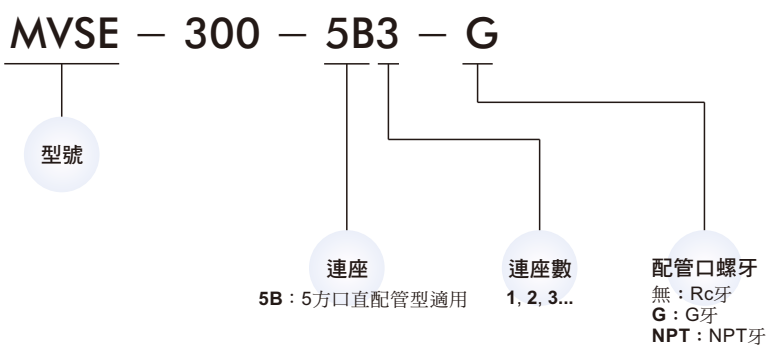 MVSE － 300 － 5B3 － G
型號
連座
5B：5方口直配管型適用
連座數
1, 2, 3...
配管口螺牙
無：Rc牙
G：G牙
NPT：NPT牙